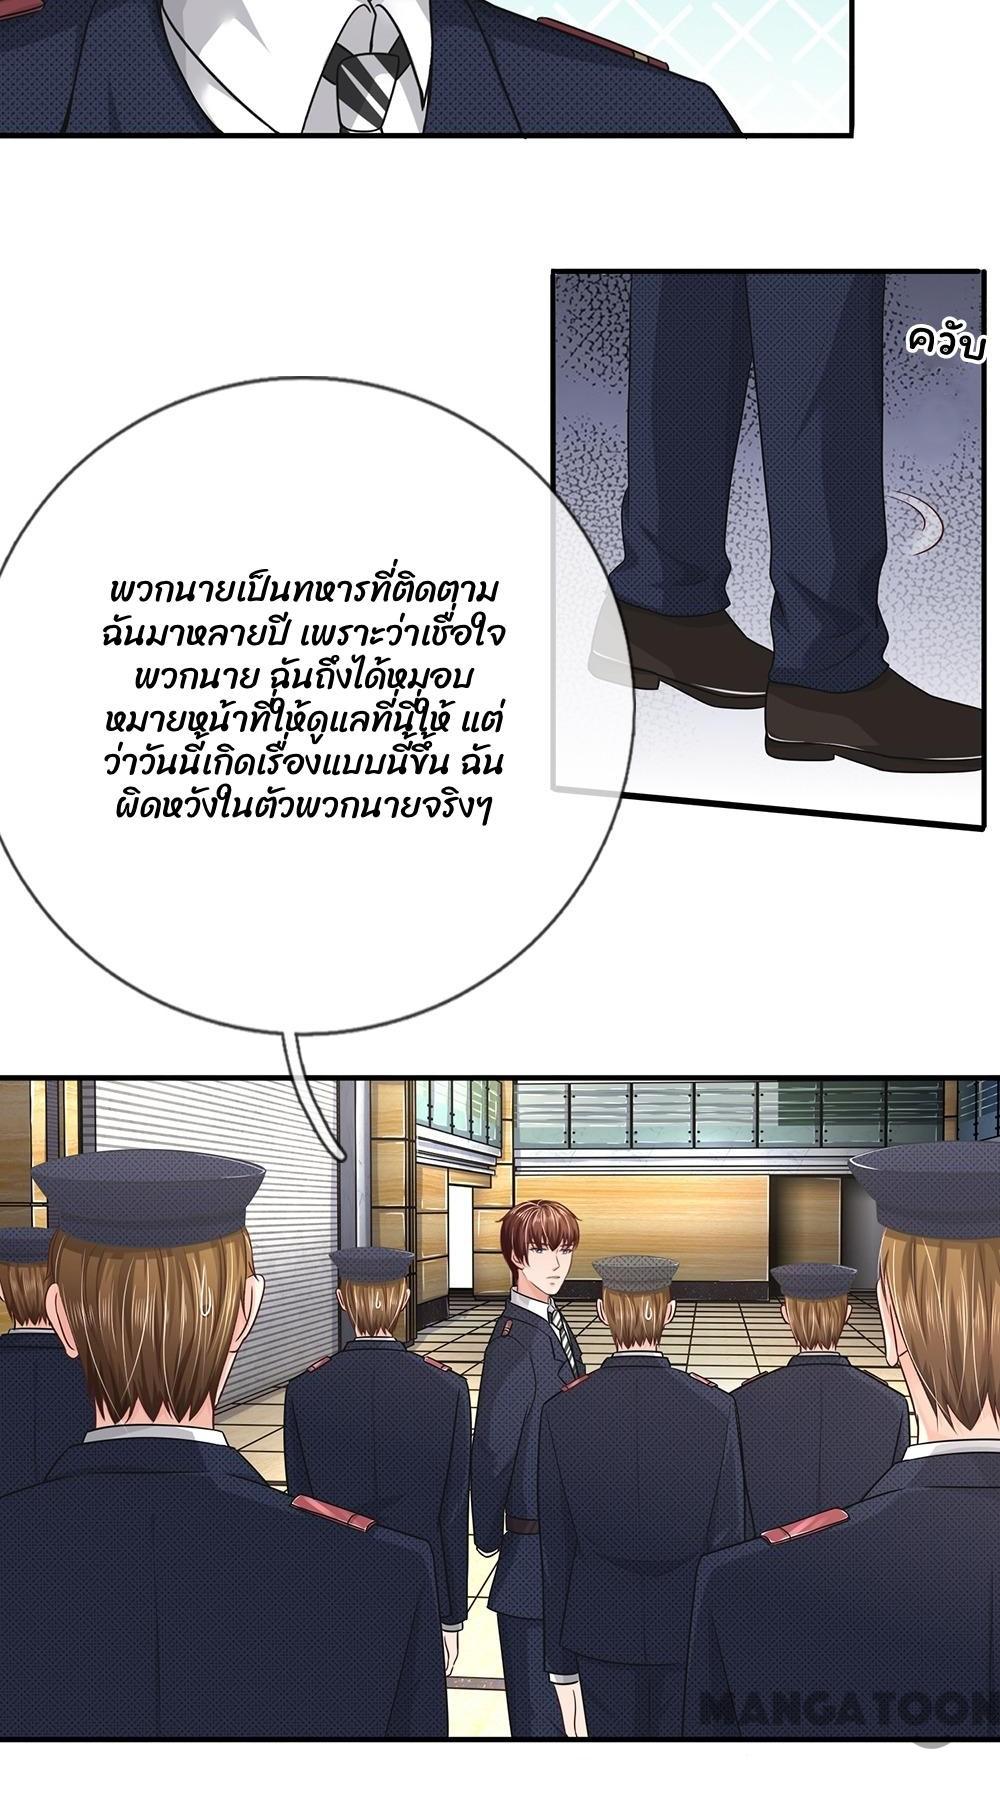 ควับ
พวกนายเป็นทหารที่ติดตาม
ฉันมาหลายปี เพราะว่าเชื่อใจ
พวกนาย ฉันถึงได้หมอบ
หมายหน้าที่ให้ดูแลที่นี่ให้ แต่
ว่าวันนี้เกิดเรื่องแบบนี้ขึ้น ฉัน
ผิดหวังในตัวพวกนายจริงๆ
MANGATOON